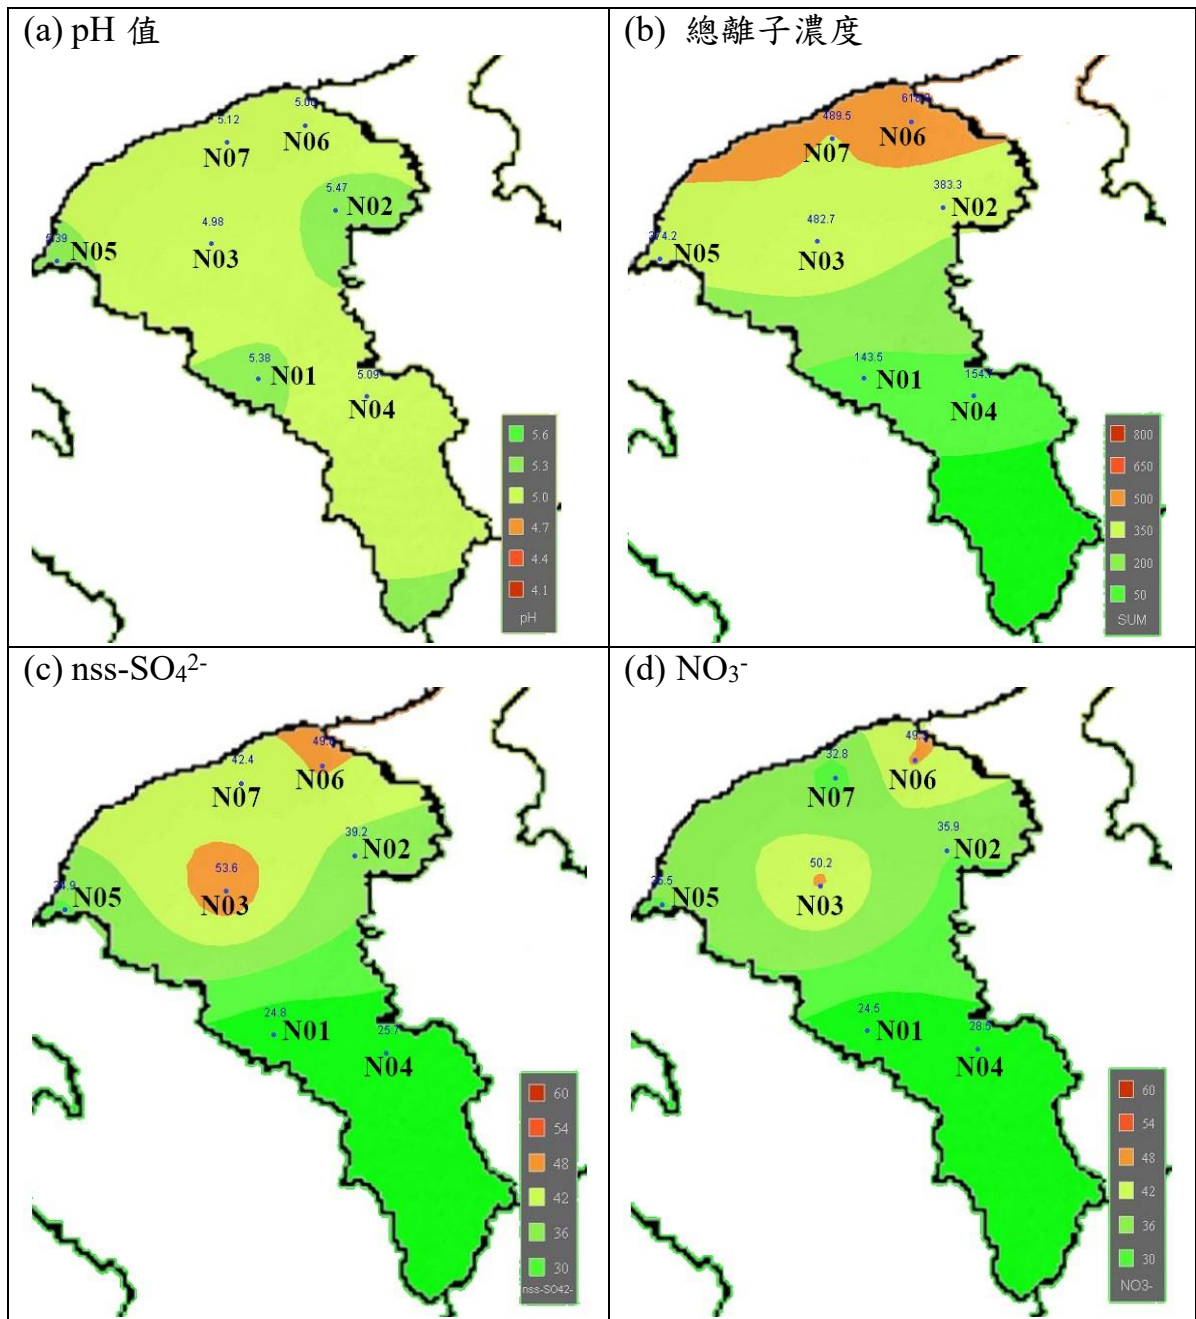 (a) pH 值
5.12
N07
N06
5.47
N02
4.98
N03
N05
5.38
N01
5.09
N04
5.6
5.3
5.0
4.7
4.4
4.1
pH
(b) 總離子濃度
489.5
N07
N06
383.3
N02
482.7
N03
N05
143.5
N01
N04
800
650
500
350
200
50
SUM
(c) nss-SO₄²⁻
42.4
N07
N06
39.2
N02
53.6
N03
N05
24.8
N01
25.7
N04
60
54
48
42
36
30
nss-SO42-
(d) NO₃⁻
32.8
N07
N06
35.9
N02
50.2
N03
N05
24.5
N01
28.5
N04
60
54
48
42
36
30
NO3-